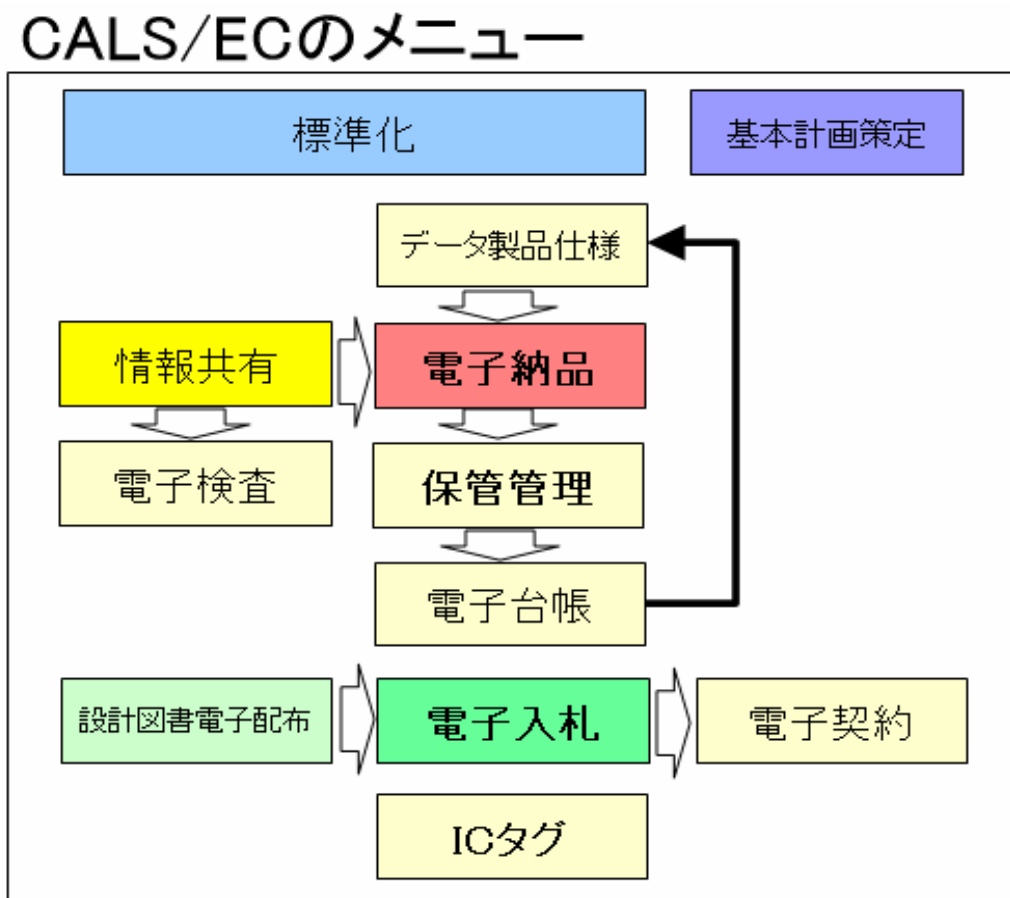 CALS/ECのメニュー
標準化
基本計画策定
データ製品仕様
情報共有
電子納品
電子検査
保管管理
電子台帳
設計図書電子配布
電子入札
電子契約
ICタグ